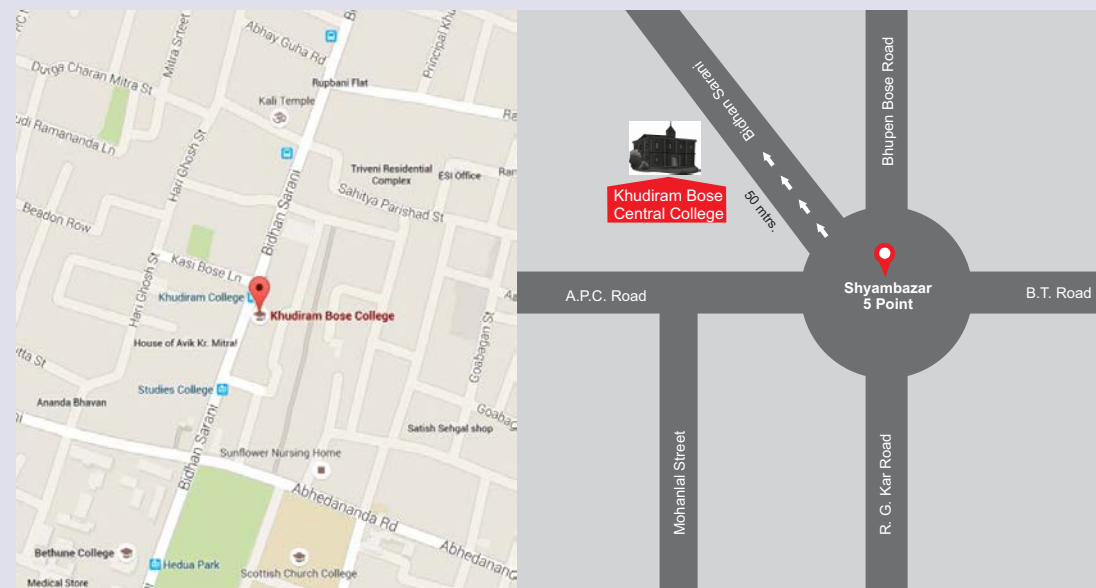 Abhay Guha Rd
Mitra Srteet
Principal Khu
Durga Charan Mitra St
Rupbani Flat
Kali Temple
udi Ramananda Ln
Hari Ghosh St
Triveni Residential
Complex
ESI Office
Ran
Sahitya Parishad St
Beadon Row
Bidhan Sarani
Kasi Bose Ln
Khudiram College
Khudiram Bose College
Hari Ghosh St
House of Avik Kr. Mitra!
Goabagan St
Studies College
Ananda Bhavan
Goabag
Satish Sehgal shop
Bidhan Sarani
Sunflower Nursing Home
Abhedananda Rd
Abhedanand
Bethune College
Hedua Park
Scottish Church College
Medical Store
Bidhan Sarani
Bhupen Bose Road
Khudiram Bose
Central College
50 mtrs.
Shyambazar
5 Point
A.P.C. Road
B.T. Road
Mohanlal Street
R. G. Kar Road